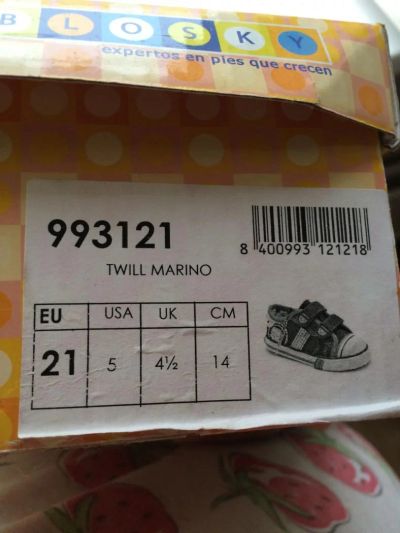 BLOSKY
expertos en pies que crecen
993121
TWILL MARINO
8 400993 121218
EU USA UK CM
21 5 4½ 14